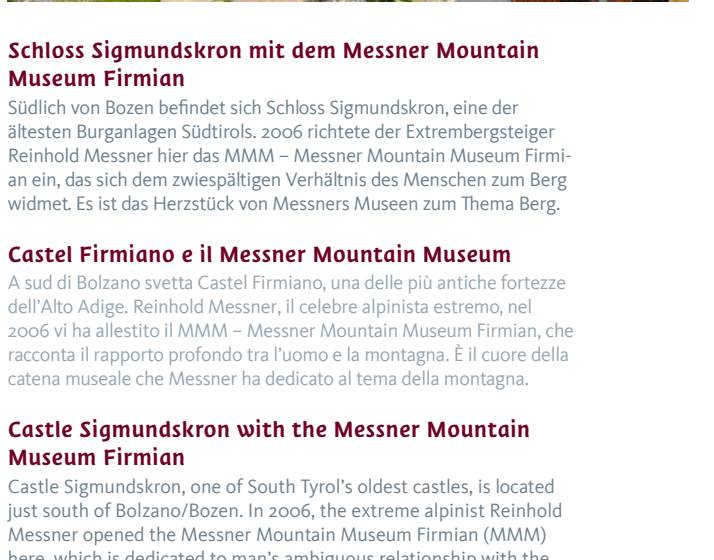 Schloss Sigmundskron mit dem Messner Mountain
Museum Firmian
Südlich von Bozen befindet sich Schloss Sigmundskron, eine der
ältesten Burganlagen Südtirols. 2006 richtete der Extrembergsteiger
Reinhold Messner hier das MMM – Messner Mountain Museum Firmi-
an ein, das sich dem zwiespältigen Verhältnis des Menschen zum Berg
widmet. Es ist das Herzstück von Messners Museen zum Thema Berg.
Castel Firmiano e il Messner Mountain Museum
A sud di Bolzano svetta Castel Firmiano, una delle più antiche fortezze
dell'Alto Adige. Reinhold Messner, il celebre alpinista estremo, nel
2006 vi ha allestito il MMM – Messner Mountain Museum Firmian, che
racconta il rapporto profondo tra l'uomo e la montagna. È il cuore della
catena museale che Messner ha dedicato al tema della montagna.
Castle Sigmundskron with the Messner Mountain
Museum Firmian
Castle Sigmundskron, one of South Tyrol's oldest castles, is located
just south of Bolzano/Bozen. In 2006, the extreme alpinist Reinhold
Messner opened the Messner Mountain Museum Firmian (MMM)
here, which is dedicated to man's ambiguous relationship with the